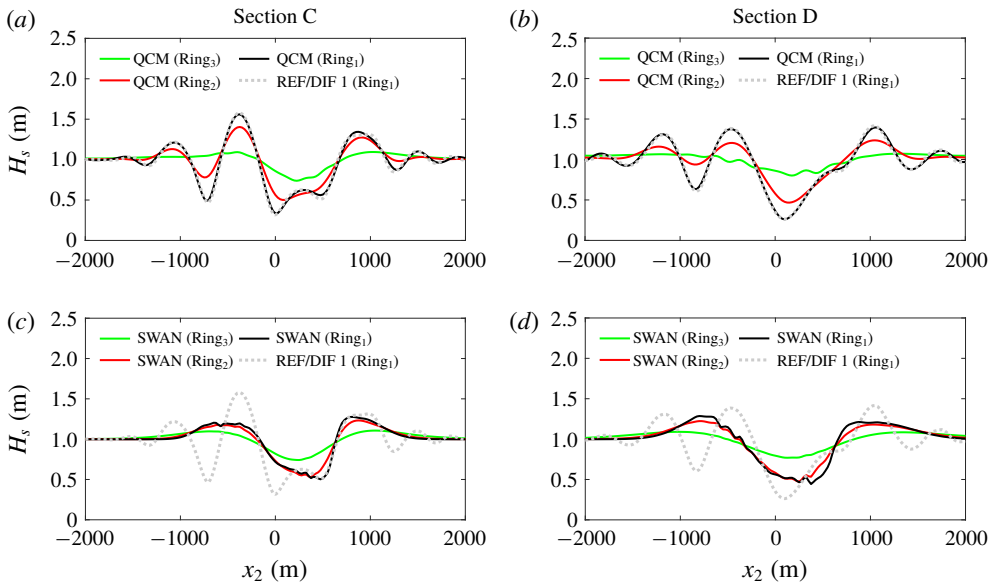 (a) Section C
2.5
2.0
1.5
1.0
0.5
0
Hs (m)
QCM (Ring3) QCM (Ring1)
QCM (Ring2) REF/DIF 1 (Ring1)
−2000 −1000 0 1000 2000
(b) Section D
2.5
2.0
1.5
1.0
0.5
0
QCM (Ring3) QCM (Ring1)
QCM (Ring2) REF/DIF 1 (Ring1)
−2000 −1000 0 1000 2000
(c)
2.5
2.0
1.5
1.0
0.5
0
Hs (m)
SWAN (Ring3) SWAN (Ring1)
SWAN (Ring2) REF/DIF 1 (Ring1)
−2000 −1000 0 1000 2000
x2 (m)
(d)
2.5
2.0
1.5
1.0
0.5
0
SWAN (Ring3) SWAN (Ring1)
SWAN (Ring2) REF/DIF 1 (Ring1)
−2000 −1000 0 1000 2000
x2 (m)